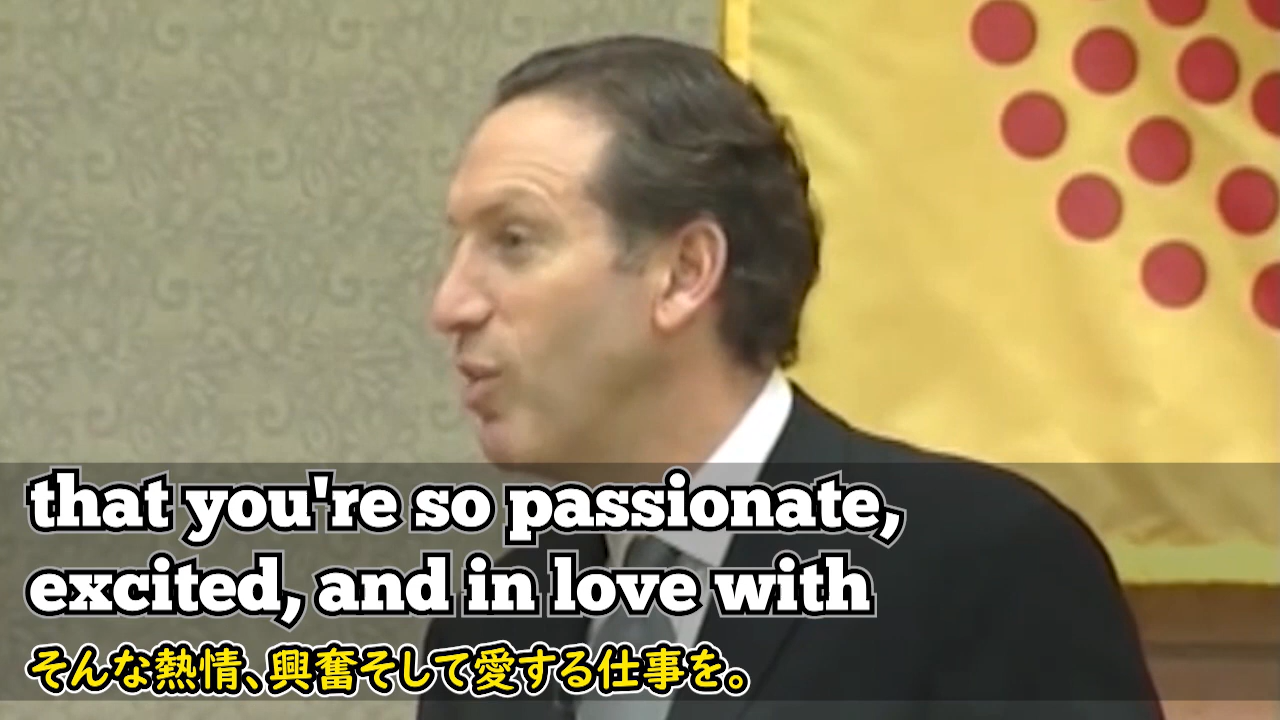 that you're so passionate,
excited, and in love with
そんな熱情、興奮そして愛する仕事を。